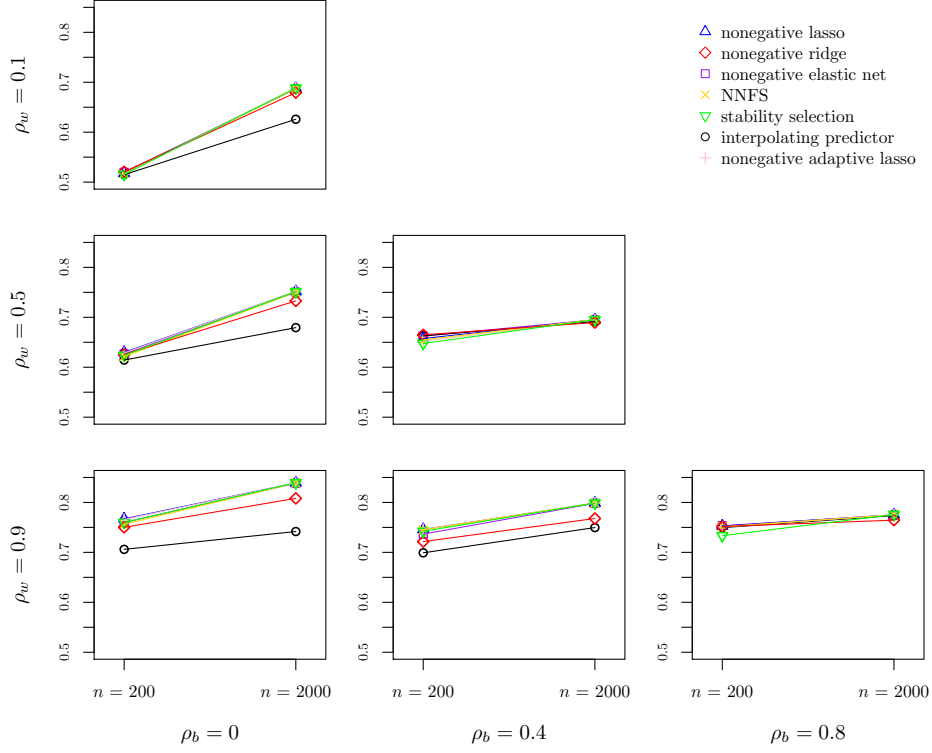 ρw = 0.1
0.5 0.6 0.7 0.8
nonegative lasso
nonegative ridge
nonegative elastic net
NNFS
stability selection
interpolating predictor
nonegative adaptive lasso
ρw = 0.5
0.5 0.6 0.7 0.8
0.5 0.6 0.7 0.8
ρw = 0.9
0.5 0.6 0.7 0.8
0.5 0.6 0.7 0.8
0.5 0.6 0.7 0.8
n = 200 n = 2000 n = 200 n = 2000 n = 200 n = 2000
ρb = 0 ρb = 0.4 ρb = 0.8